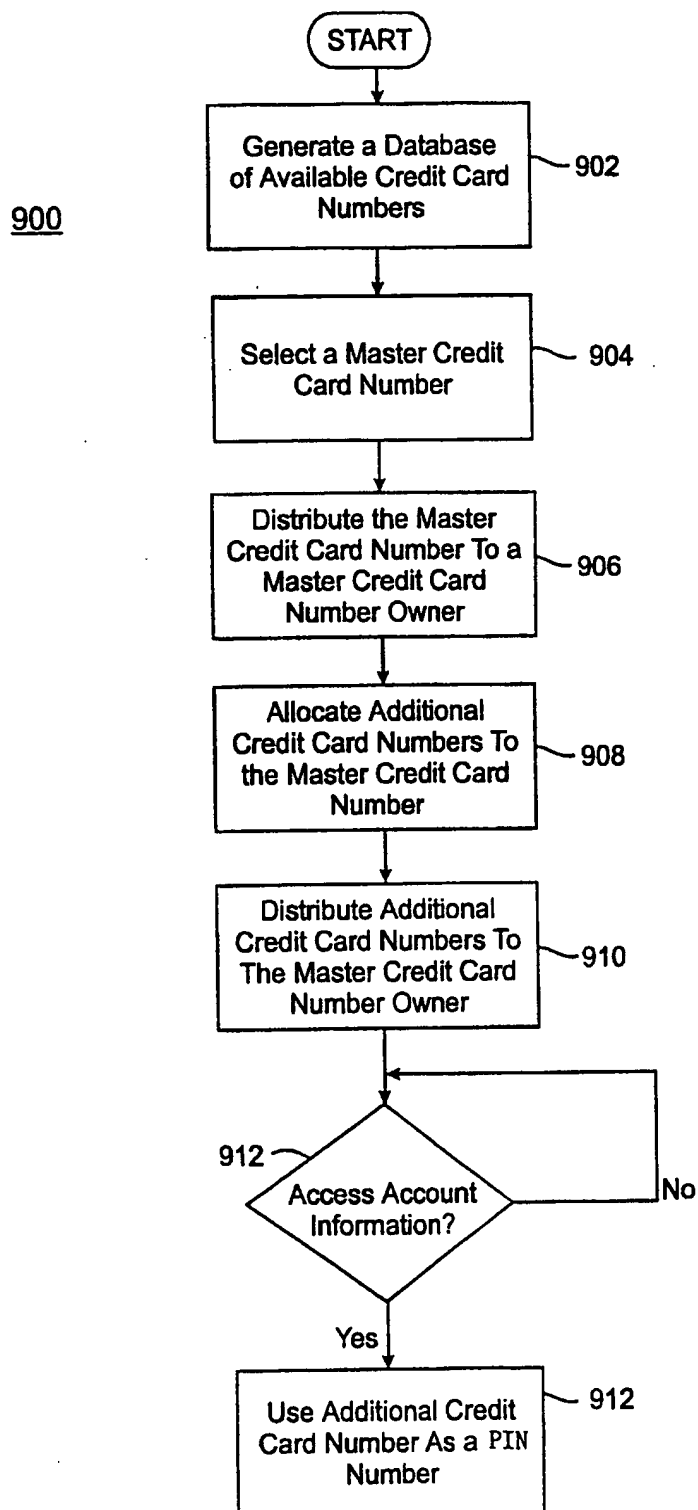 START
Generate a Database
of Available Credit Card
Numbers
902
900
Select a Master Credit
Card Number
904
Distribute the Master
Credit Card Number To a
Master Credit Card
Number Owner
906
Allocate Additional
Credit Card Numbers To
the Master Credit Card
Number
908
Distribute Additional
Credit Card Numbers To
The Master Credit Card
Number Owner
910
912
Access Account
Information?
No
Yes
Use Additional Credit
Card Number As a PIN
Number
912